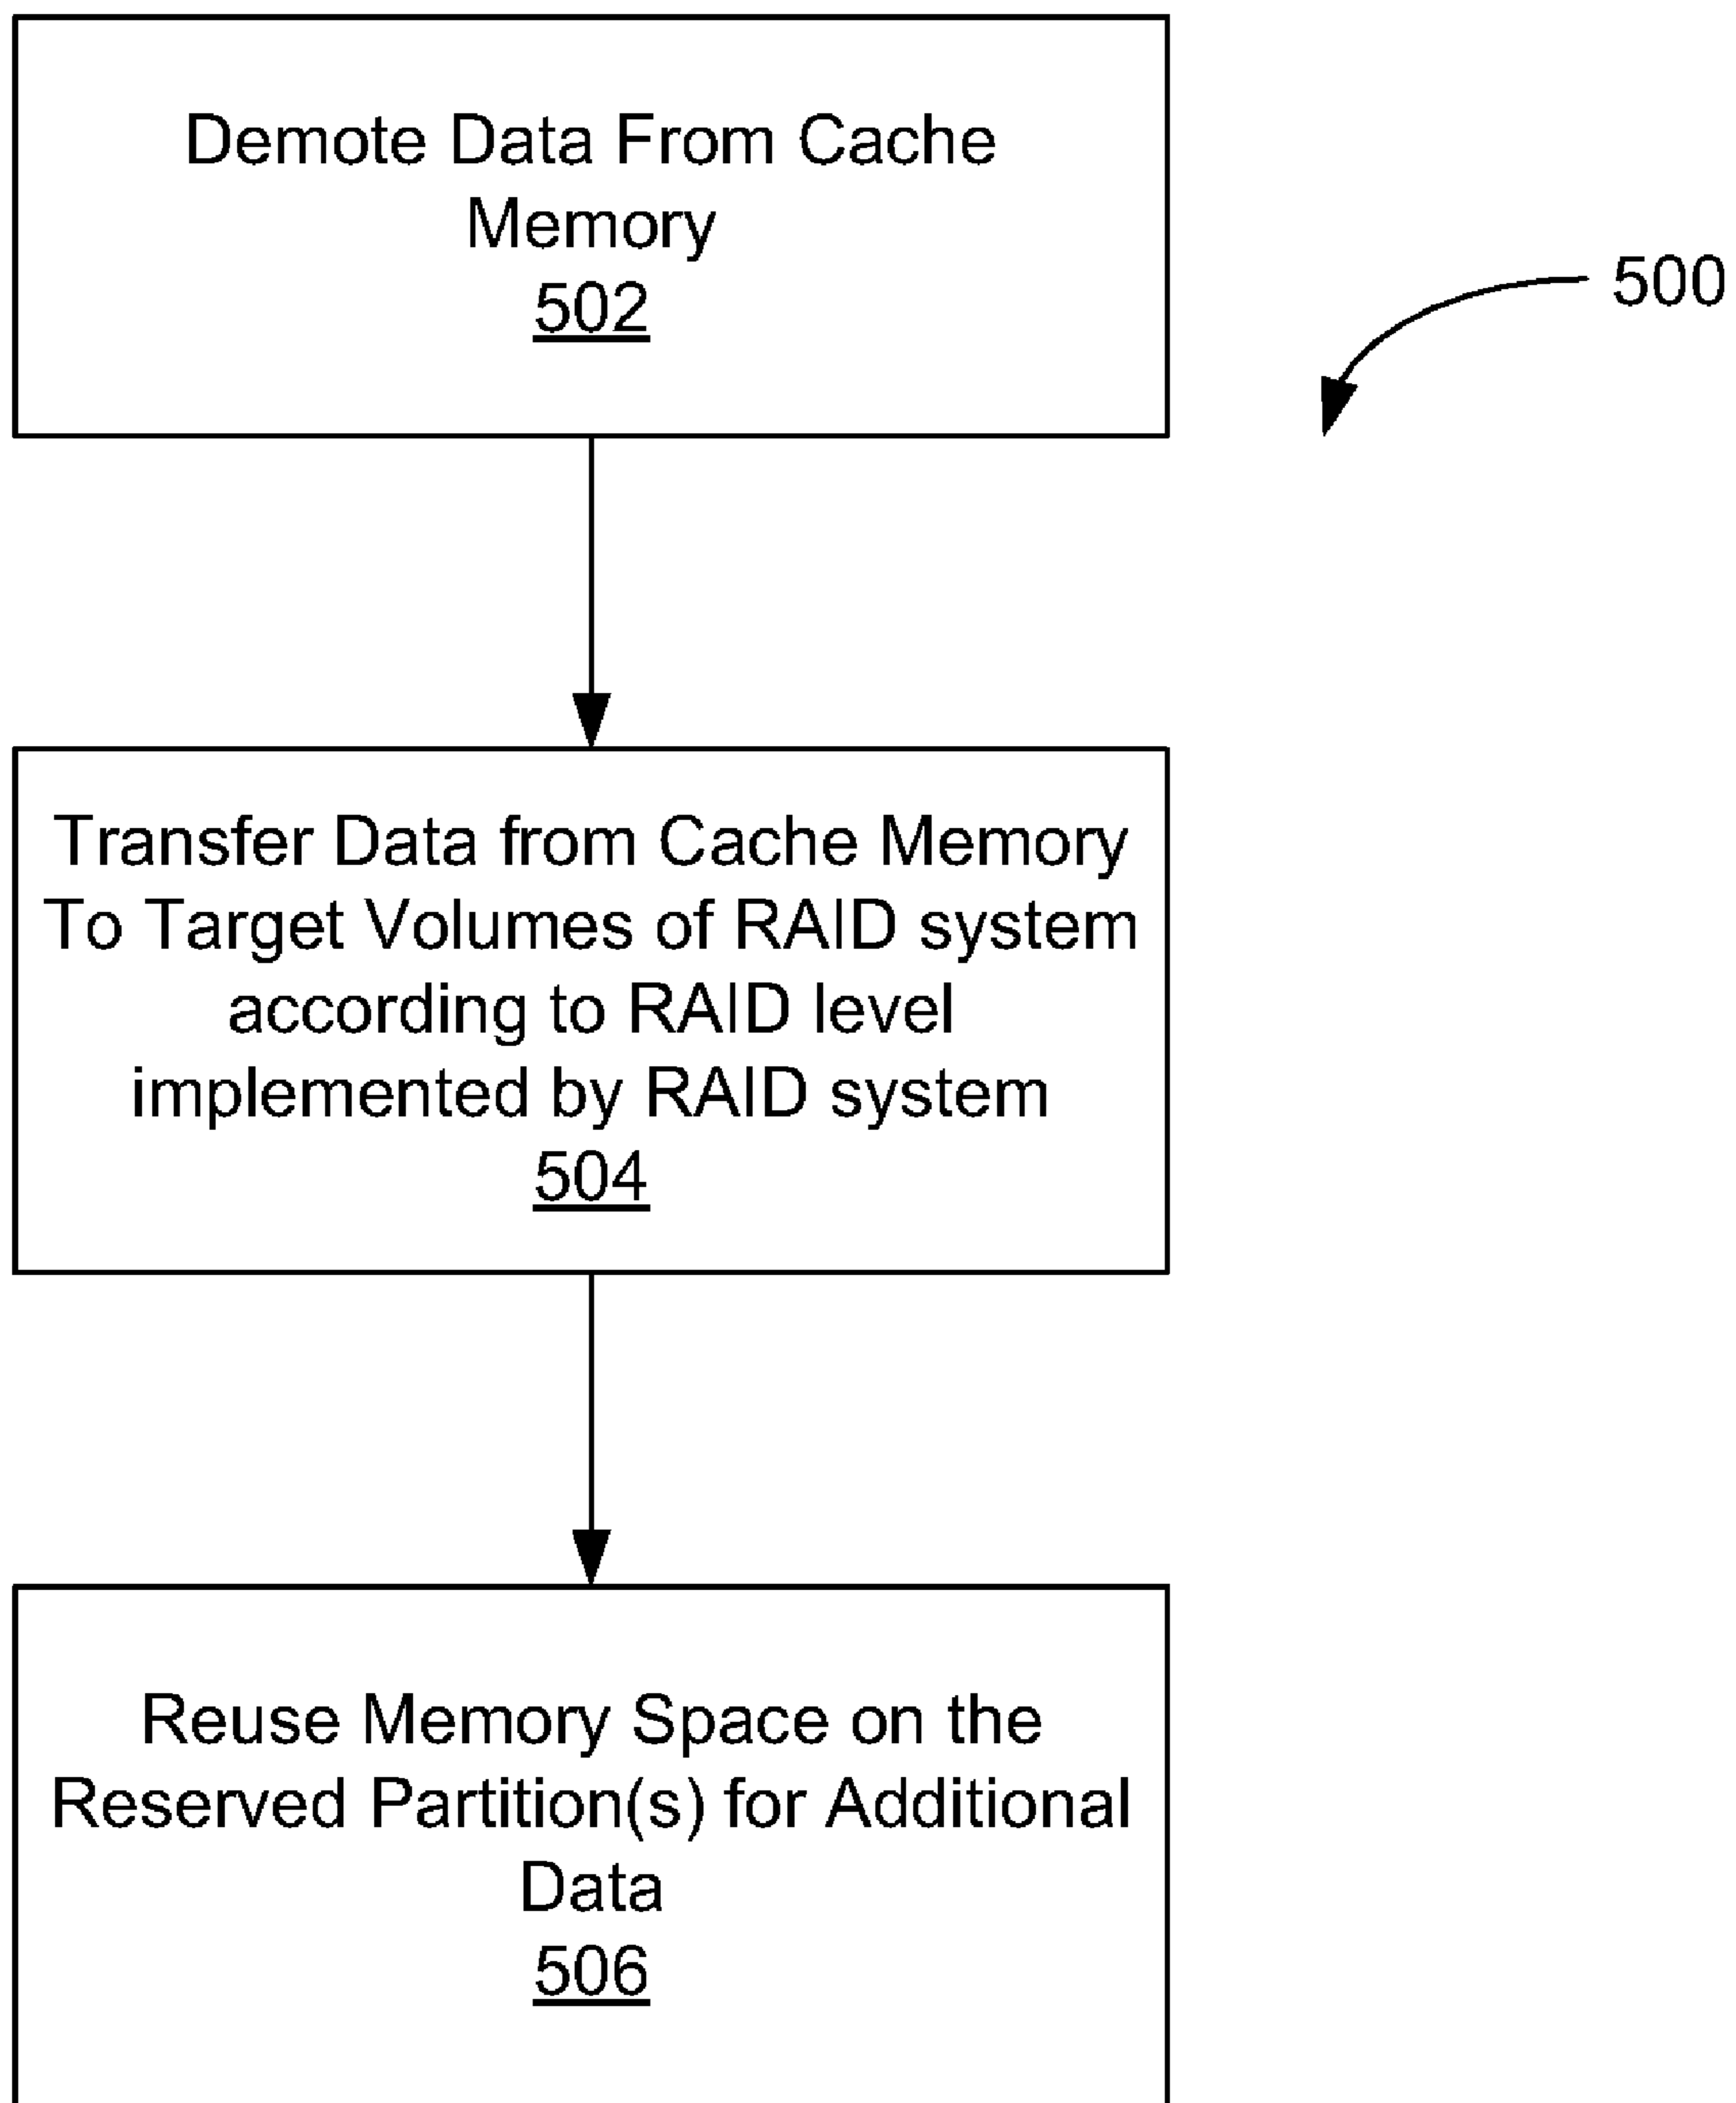 Demote Data From Cache
Memory
502
500
Transfer Data from Cache Memory
To Target Volumes of RAID system
according to RAID level
implemented by RAID system
504
Reuse Memory Space on the
Reserved Partition(s) for Additional
Data
506